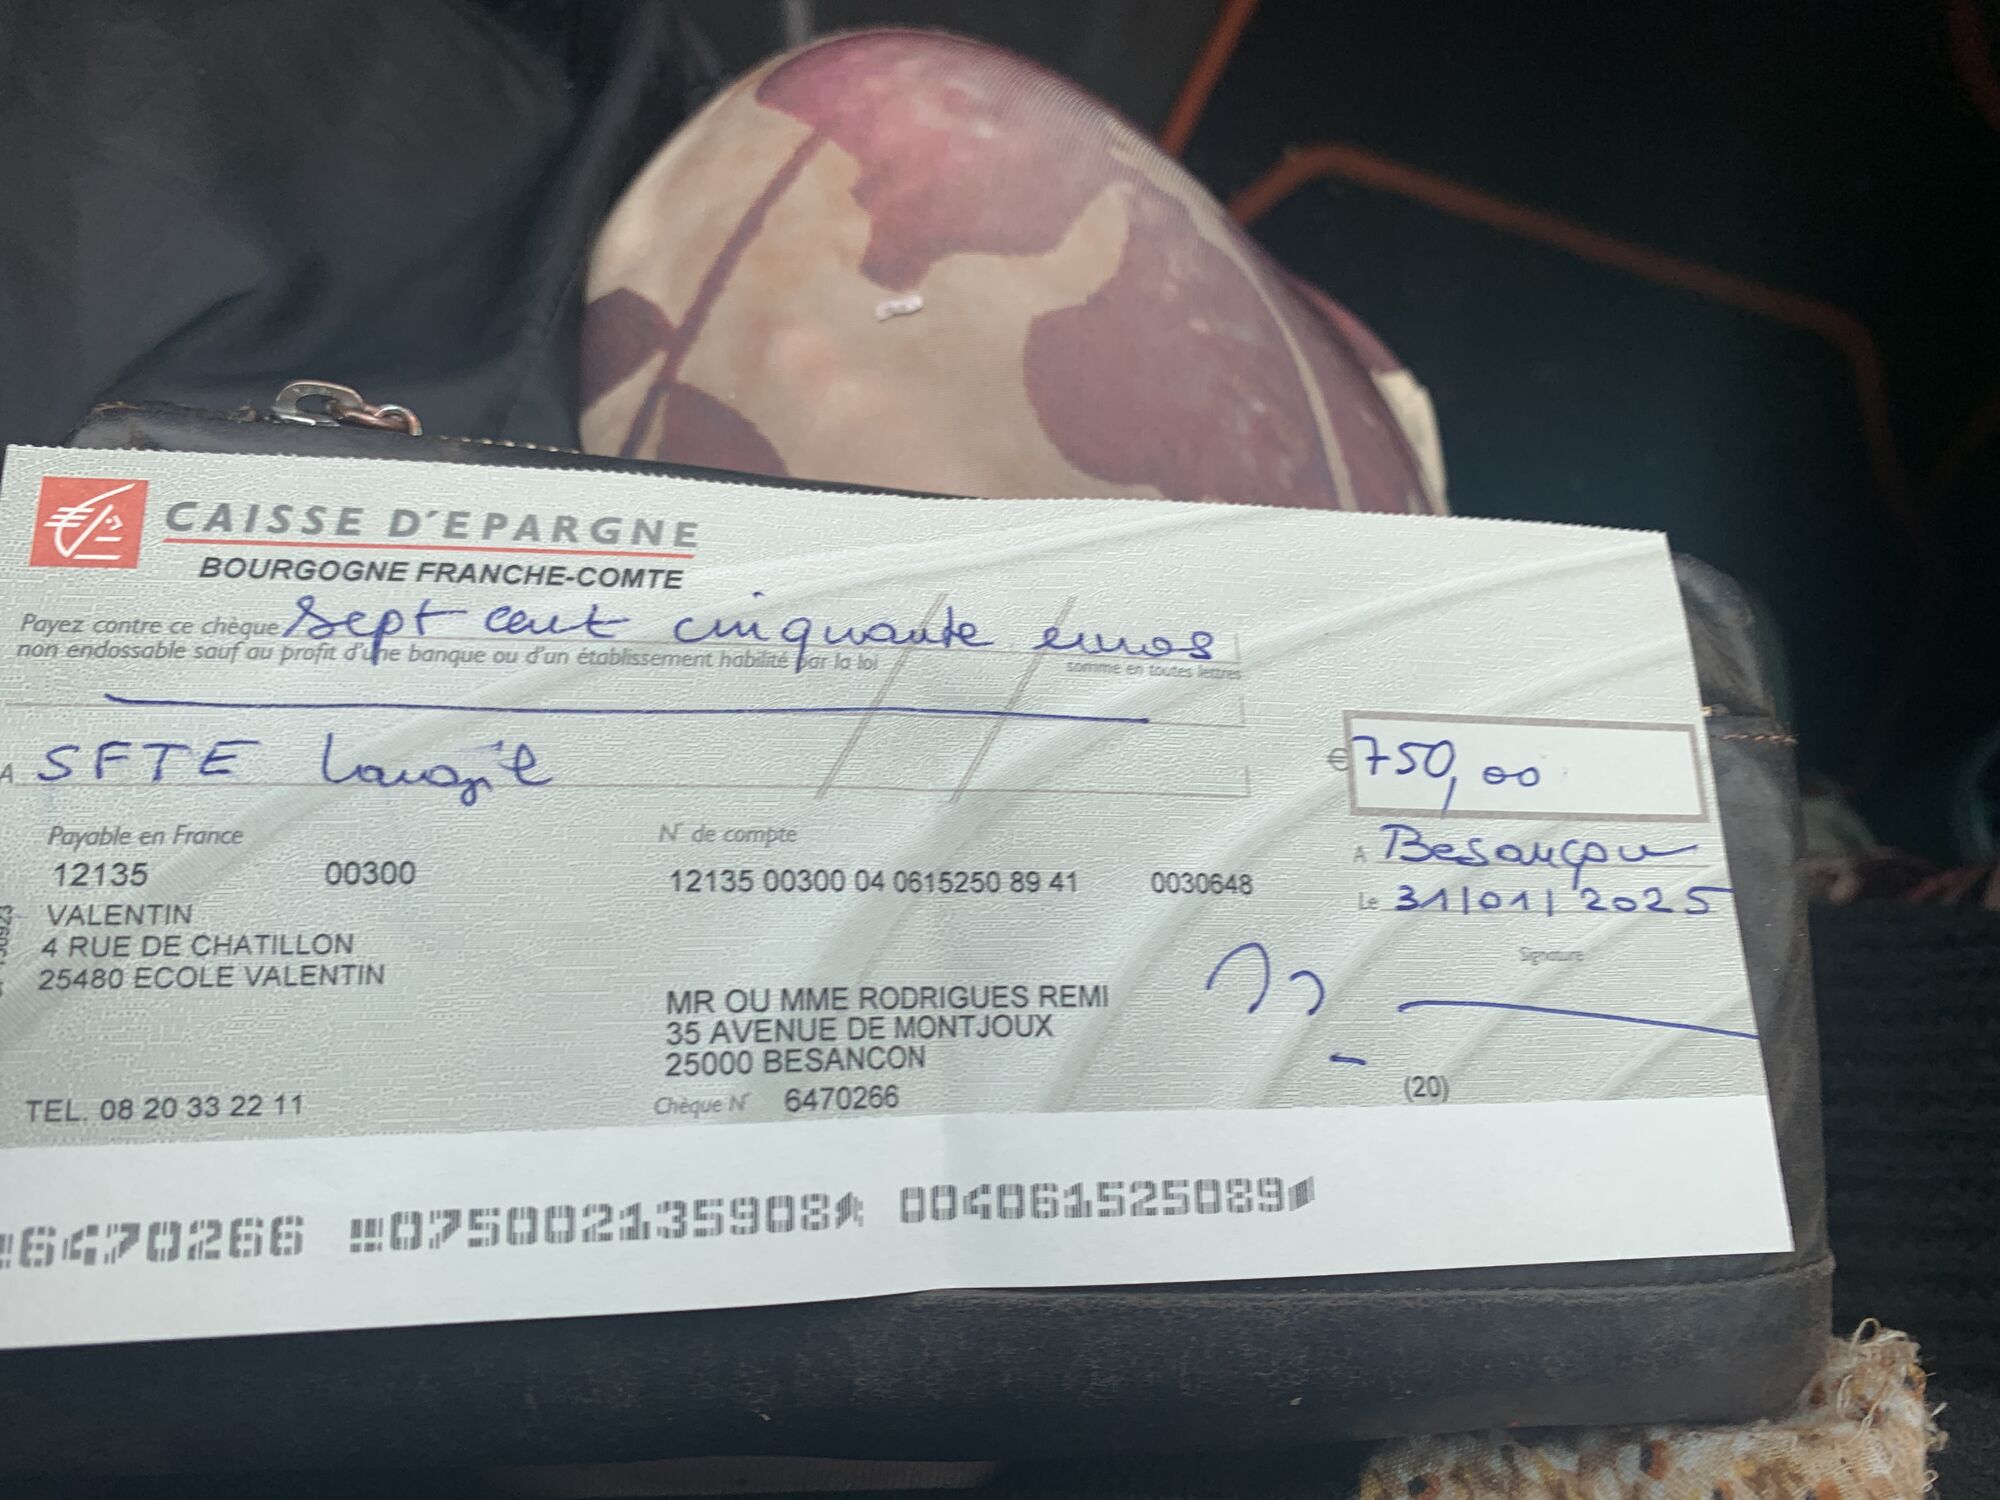 CAISSE D'EPARGNE
BOURGOGNE FRANCHE-COMTE
Payez contre ce chèque sept cent cinquante euros
non endossable sauf au profit d'une banque ou d'un établissement habilité par la loi
somme en toutes lettres
A SFTE
€ 750,00
Payable en France
N° de compte
A Besançon
12135 00300
12135 00300 04 0615250 89 41 0030648
Le 31/01/2025
VALENTIN
4 RUE DE CHATILLON
25480 ECOLE VALENTIN
Signature
MR OU MME RODRIGUES REMI
35 AVENUE DE MONTJOUX
25000 BESANCON
TEL. 08 20 33 22 11
Chèque N° 6470266
(20)
6470266 075002135908 004061525089